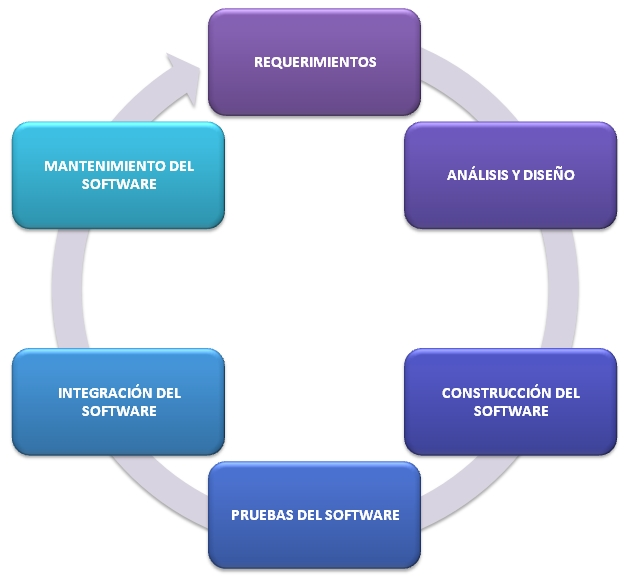 REQUERIMIENTOS
ANÁLISIS Y DISEÑO
CONSTRUCCIÓN DEL
SOFTWARE
PRUEBAS DEL SOFTWARE
INTEGRACIÓN DEL
SOFTWARE
MANTENIMIENTO DEL
SOFTWARE